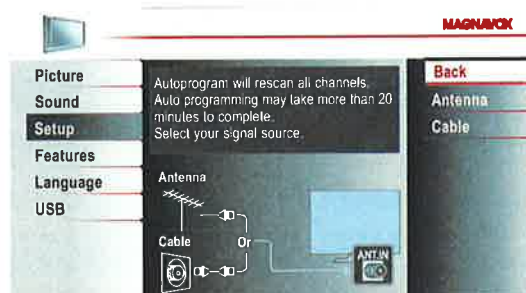 MAGNAVOX
Picture
Sound
Setup
Features
Language
USB
Autoprogram will rescan all channels.
Auto programming may take more than 20
minutes to complete.
Select your signal source.
Antenna
Cable
Or
ANT.IN
Back
Antenna
Cable